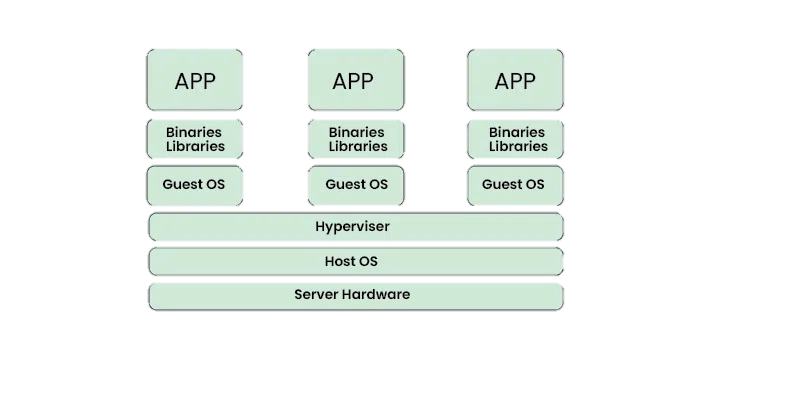 APP APP APP
Binaries Binaries Binaries
Libraries Libraries Libraries
Guest OS Guest OS Guest OS
Hyperviser
Host OS
Server Hardware